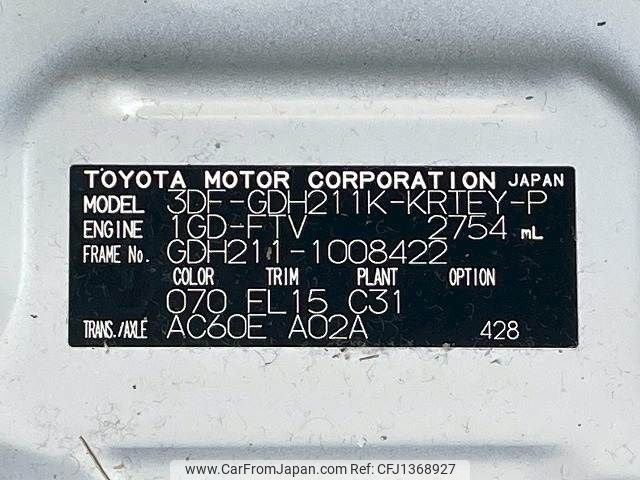 TOYOTA MOTOR CORPORATION JAPAN
MODEL 3DF-GDH211K-KRTEY-P
ENGINE 1GD-FTV 2754 mL
FRAME No. GDH211-1008422
COLOR TRIM PLANT OPTION
070 FL15 C31
TRANS./AXLE AC60E A02A 428
www.CarFromJapan.com CFJ1368927